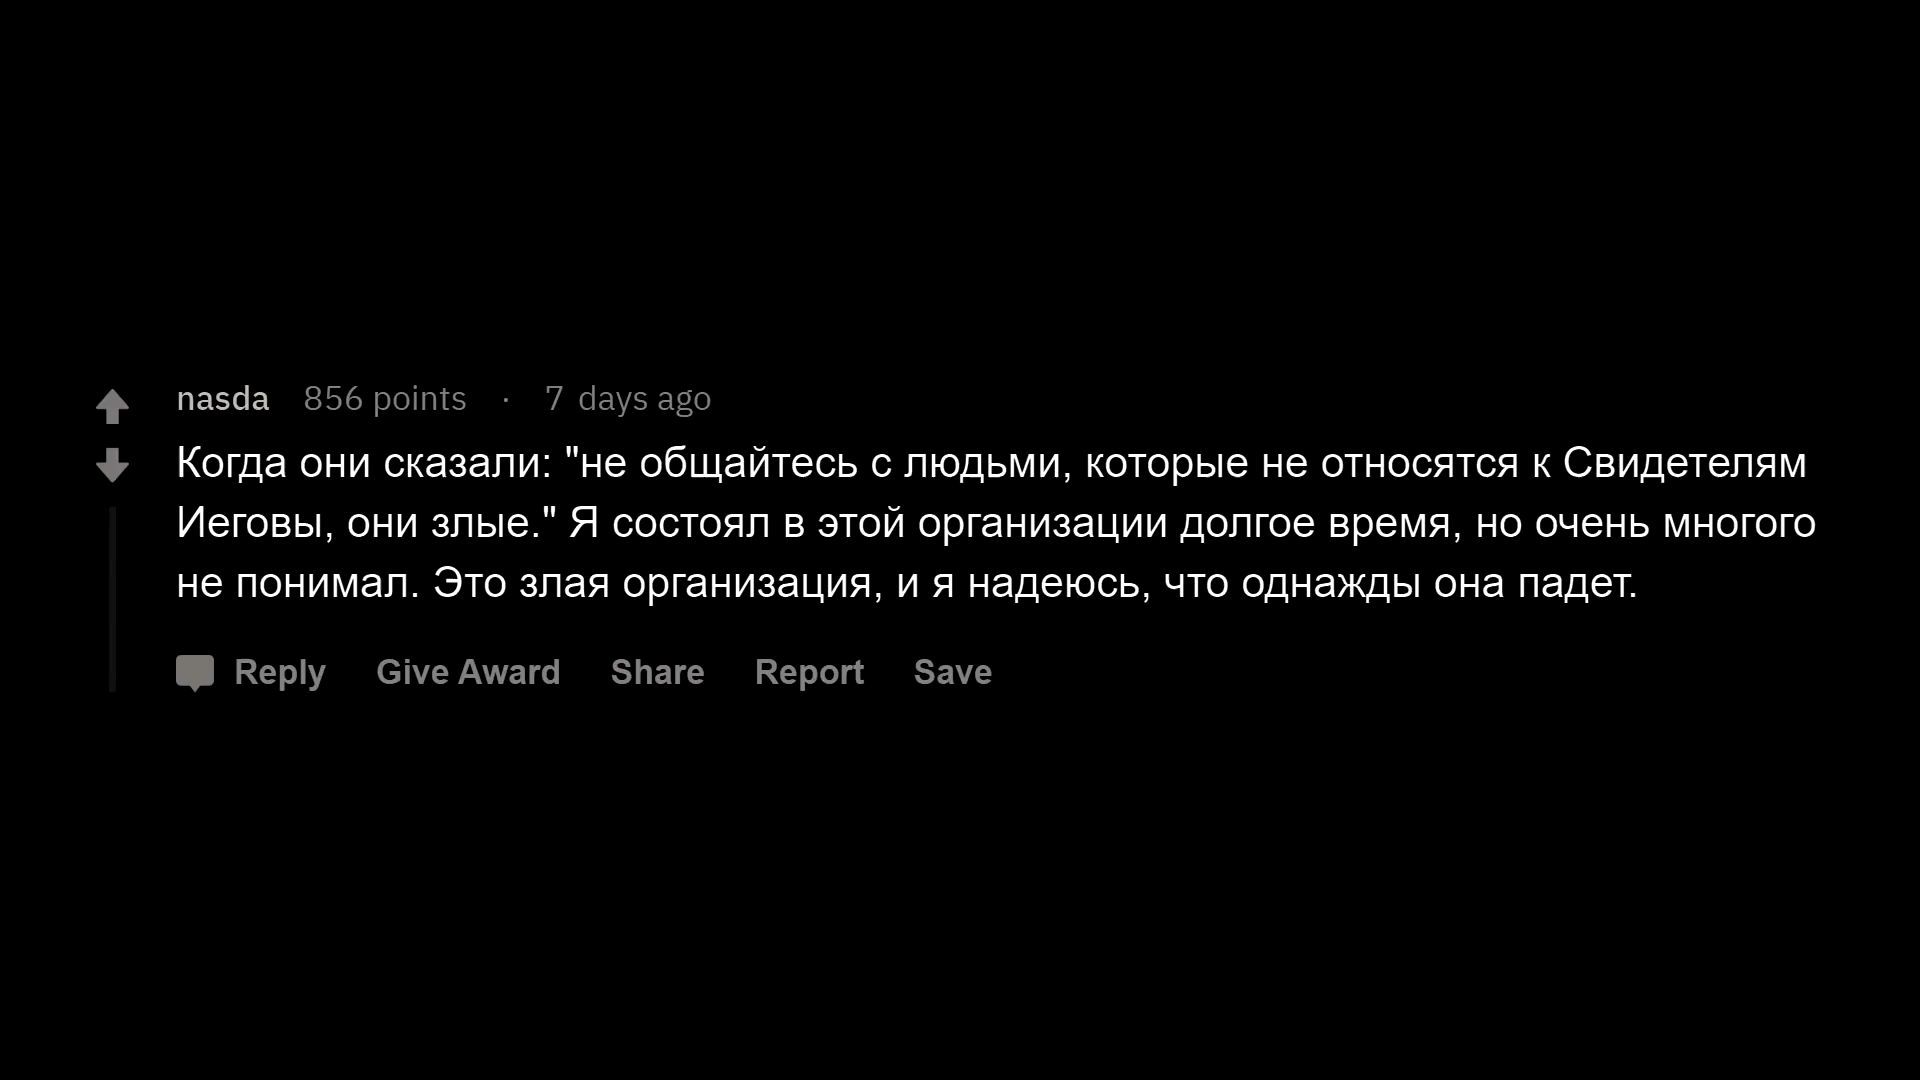 nasda 856 points · 7 days ago
Когда они сказали: "не общайтесь с людьми, которые не относятся к Свидетелям
Иеговы, они злые." Я состоял в этой организации долгое время, но очень многого
не понимал. Это злая организация, и я надеюсь, что однажды она падет.
Reply Give Award Share Report Save